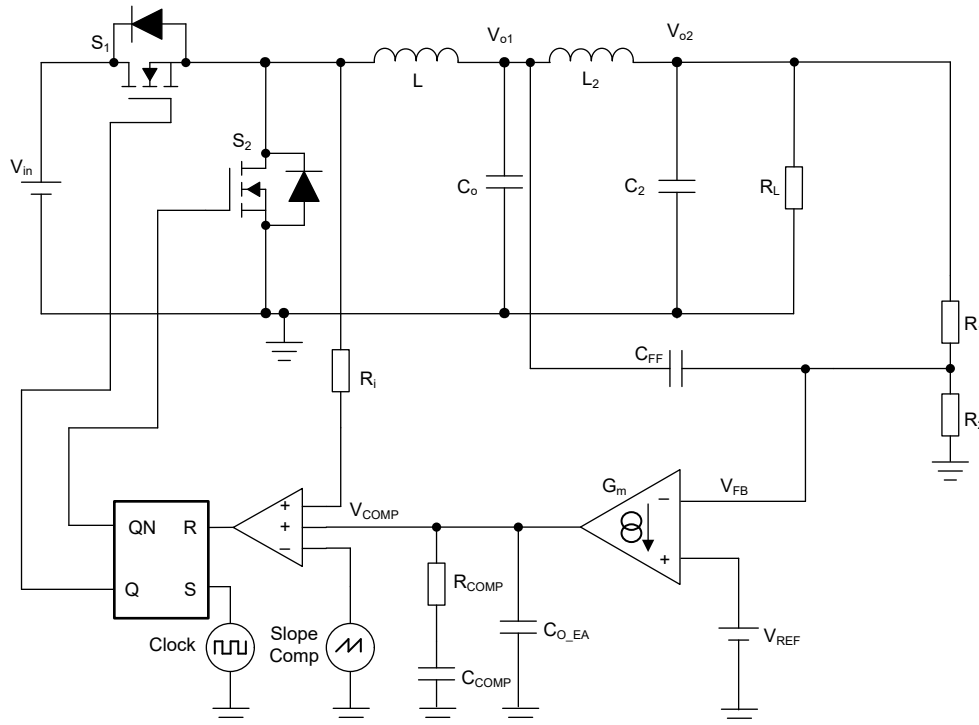 S1
Vo1
Vo2
L
L2
S2
Vin
Co
C2
RL
R
CFF
Ri
R
Gm
VFB
VCOMP
QN
R
Q
S
+
+
−
−
+
RCOMP
CO_EA
CCOMP
VREF
Clock
Slope
Comp